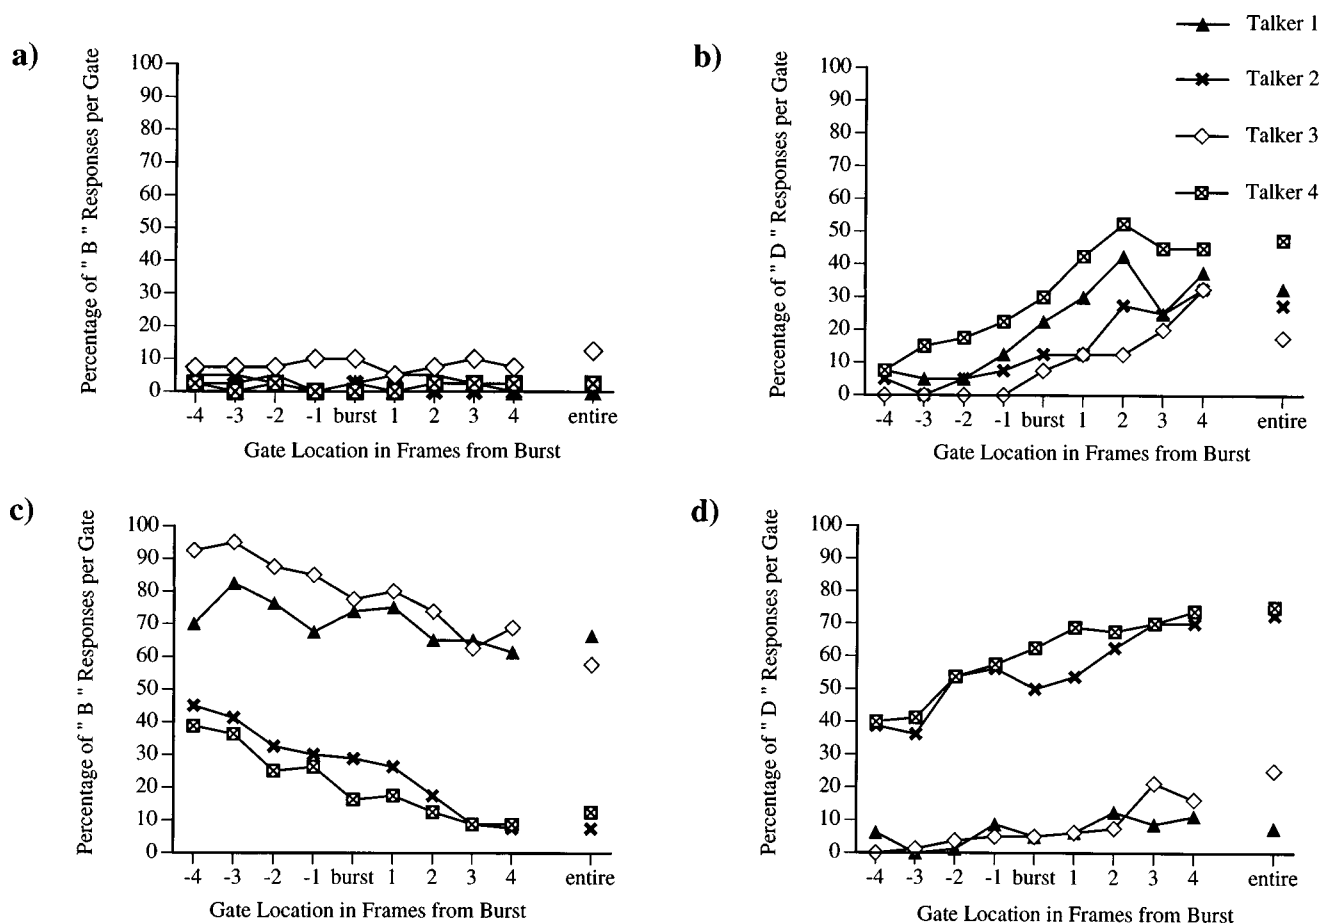 a)
Percentage of " B " Responses per Gate
100
90
80
70
60
50
40
30
20
10
0
-4 -3 -2 -1 burst 1 2 3 4 entire
Gate Location in Frames from Burst
b)
Percentage of " D " Responses per Gate
100
90
80
70
60
50
40
30
20
10
0
-4 -3 -2 -1 burst 1 2 3 4 entire
Gate Location in Frames from Burst
Talker 1
Talker 2
Talker 3
Talker 4
c)
Percentage of " B " Responses per Gate
100
90
80
70
60
50
40
30
20
10
0
-4 -3 -2 -1 burst 1 2 3 4 entire
Gate Location in Frames from Burst
d)
Percentage of " D " Responses per Gate
100
90
80
70
60
50
40
30
20
10
0
-4 -3 -2 -1 burst 1 2 3 4 entire
Gate Location in Frames from Burst